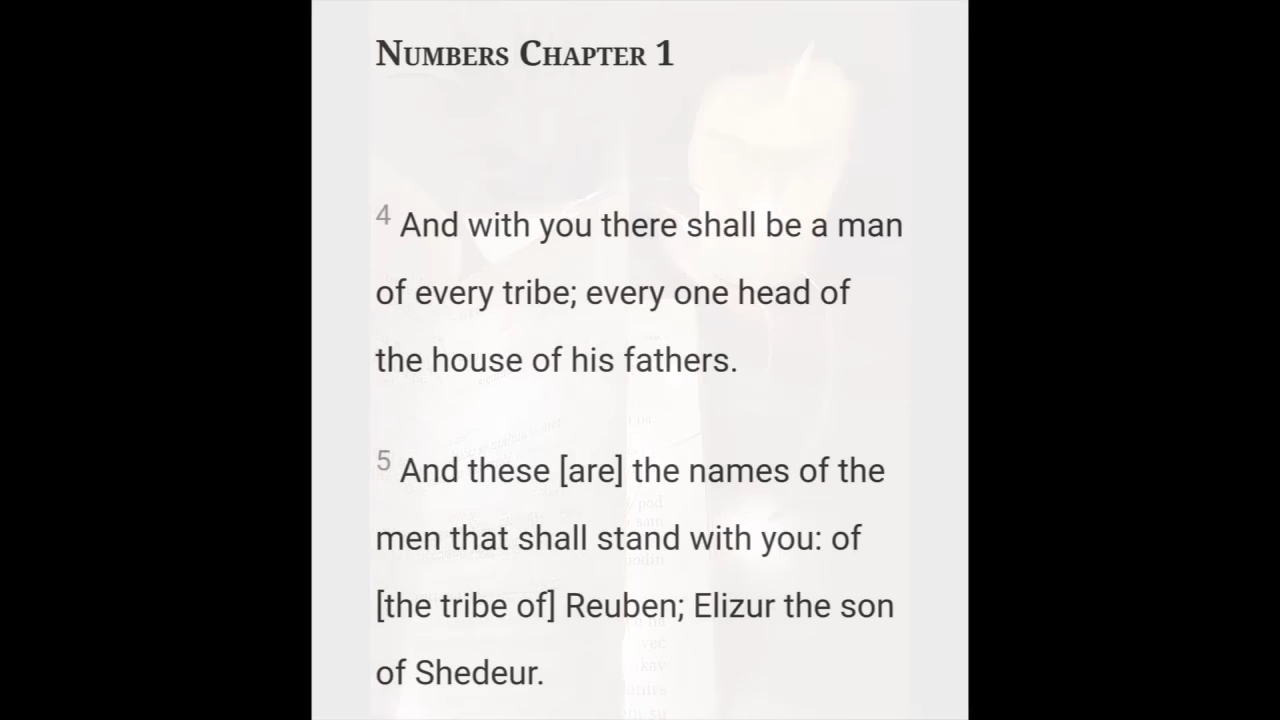 Numbers Chapter 1
4 And with you there shall be a man
of every tribe; every one head of
the house of his fathers.
5 And these [are] the names of the
men that shall stand with you: of
[the tribe of] Reuben; Elizur the son
of Shedeur.